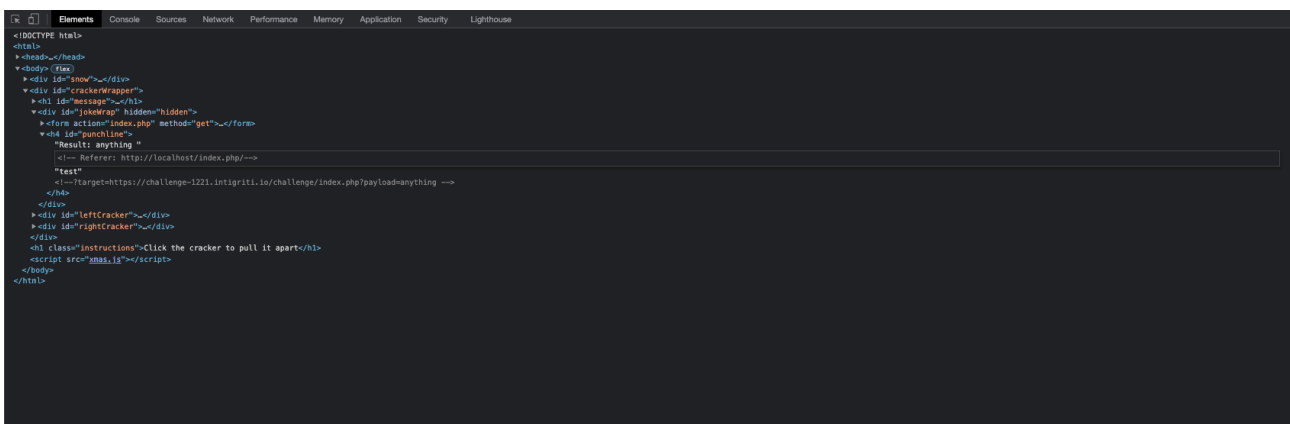 Elements Console Sources Network Performance Memory Application Security Lighthouse
<!DOCTYPE html>
<html>
▶<head>…</head>
▼<body> flex
▶<div id="snow">…</div>
▼<div id="crackerWrapper">
▶<h1 id="message">…</h1>
▼<div id="jokeWrap" hidden="hidden">
▶<form action="index.php" method="get">…</form>
▼<h4 id="punchline">
"Result: anything "
<!-- Referer: http://localhost/index.php/-->
"test"
<!--?target=https://challenge-1221.intigriti.io/challenge/index.php?payload=anything -->
</h4>
</div>
▶<div id="leftCracker">…</div>
▶<div id="rightCracker">…</div>
</div>
<h1 class="instructions">Click the cracker to pull it apart</h1>
<script src="xmas.js"></script>
</body>
</html>